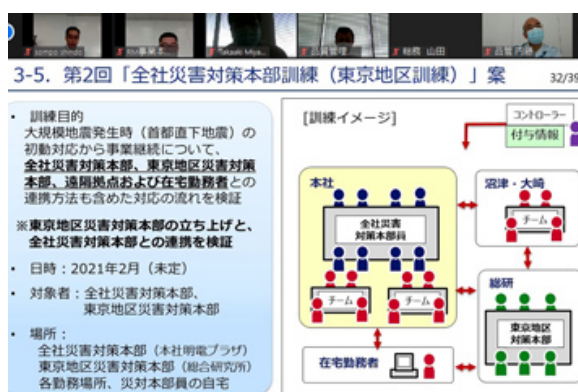 sompo shindo
RM事業本
Takaaki Miya...
品質管理
総務 山田
品管 内藤
3-5. 第2回「全社災害対策本部訓練（東京地区訓練）」案
32/39
• 訓練目的
大規模地震発生時（首都直下地震）の
初動対応から事業継続について、
全社災害対策本部、東京地区災害対策
本部、遠隔拠点および在宅勤務者との
連携方法も含めた対応の流れを検証
※東京地区災害対策本部の立ち上げと、
全社災害対策本部との連携を検証
• 日時：2021年2月（未定）
• 対象者：全社災害対策本部、
東京地区災害対策本部
• 場所：
全社災害対策本部（本社明電プラザ）
東京地区災害対策本部（総合研究所）
各勤務場所、災対本部員の自宅
[訓練イメージ]
コントローラー
付与情報
本社
全社災害
対策本部員
チーム
チーム
沼津・大崎
チーム
総研
東京地区
対策本部
在宅勤務者